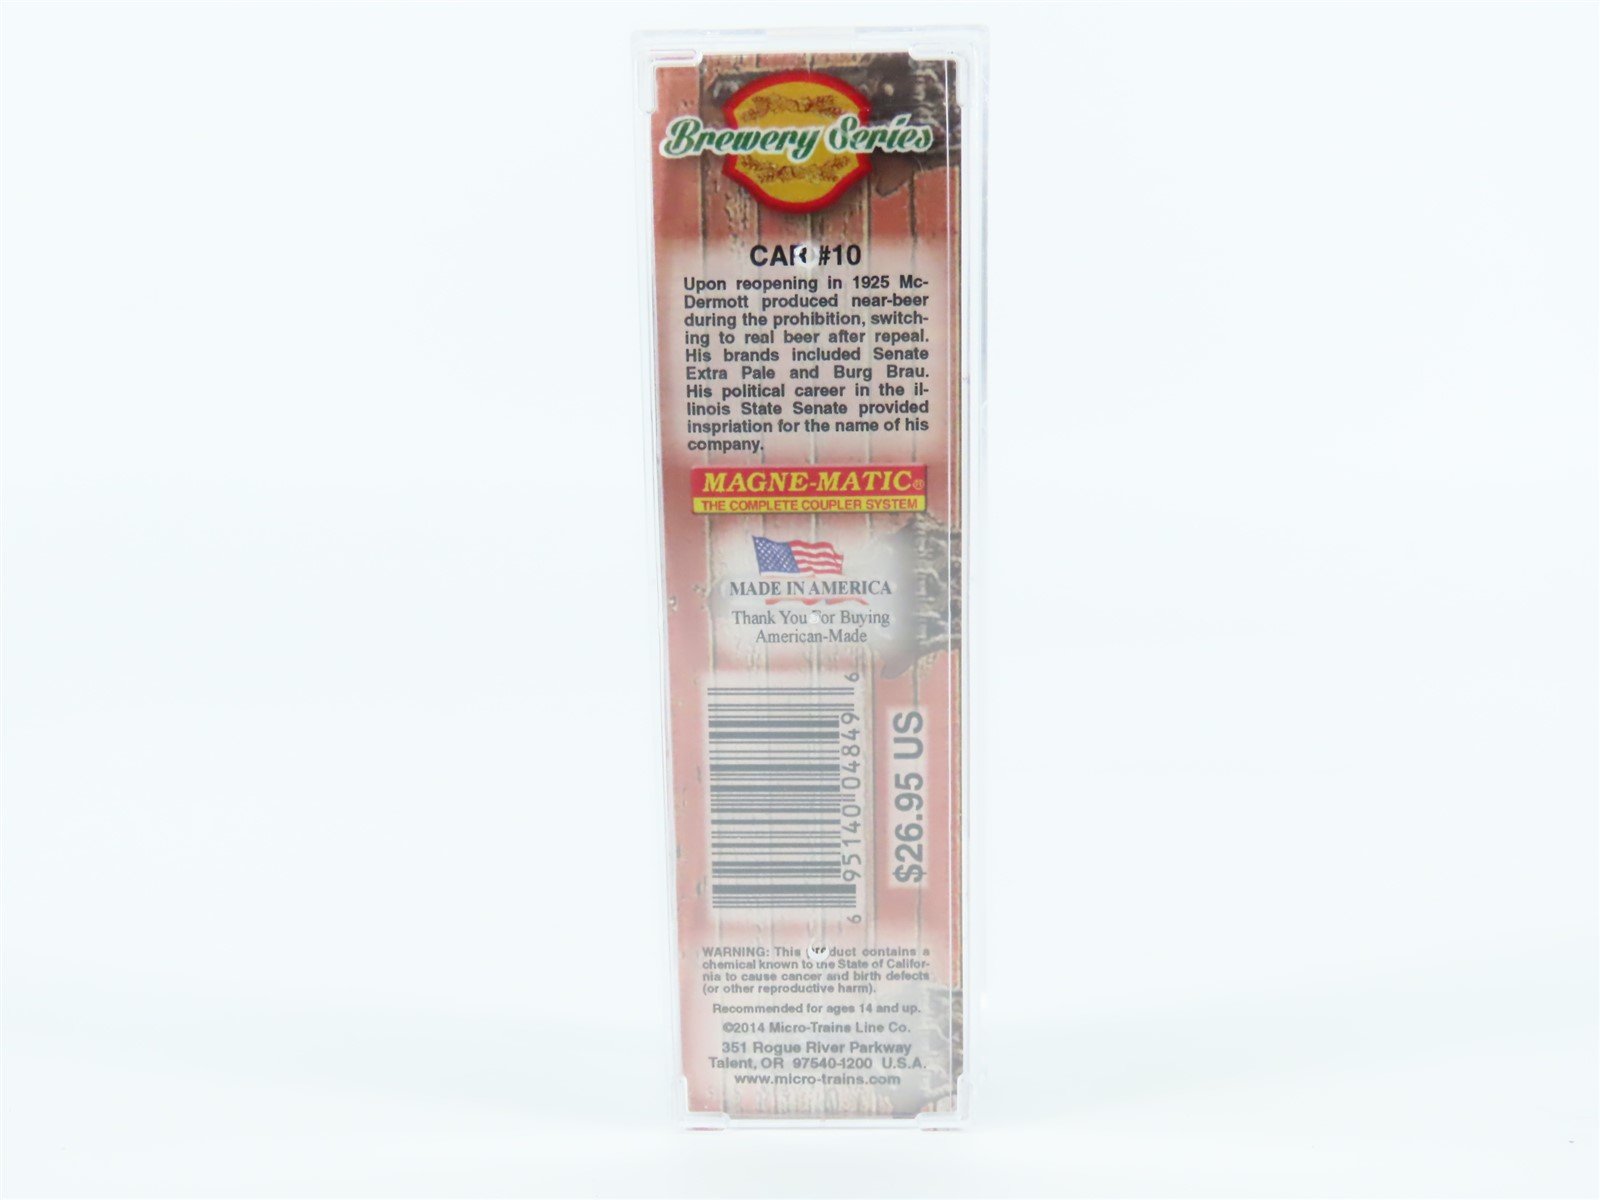 Brewery Series
CAR #10
Upon reopening in 1925 Mc-
Dermott produced near-beer
during the prohibition, switch-
ing to real beer after repeal.
His brands included Senate
Extra Pale and Burg Brau.
His political career in the il-
linois State Senate provided
inspriation for the name of his
company.
MAGNE-MATIC®
THE COMPLETE COUPLER SYSTEM
MADE IN AMERICA
Thank You For Buying
American-Made
6 95140 04849 6
$26.95 US
WARNING: This product contains a
chemical known to the State of Califor-
nia to cause cancer and birth defects
(or other reproductive harm).
Recommended for ages 14 and up.
©2014 Micro-Trains Line Co.
351 Rogue River Parkway
Talent, OR 97540-1200 U.S.A.
www.micro-trains.com